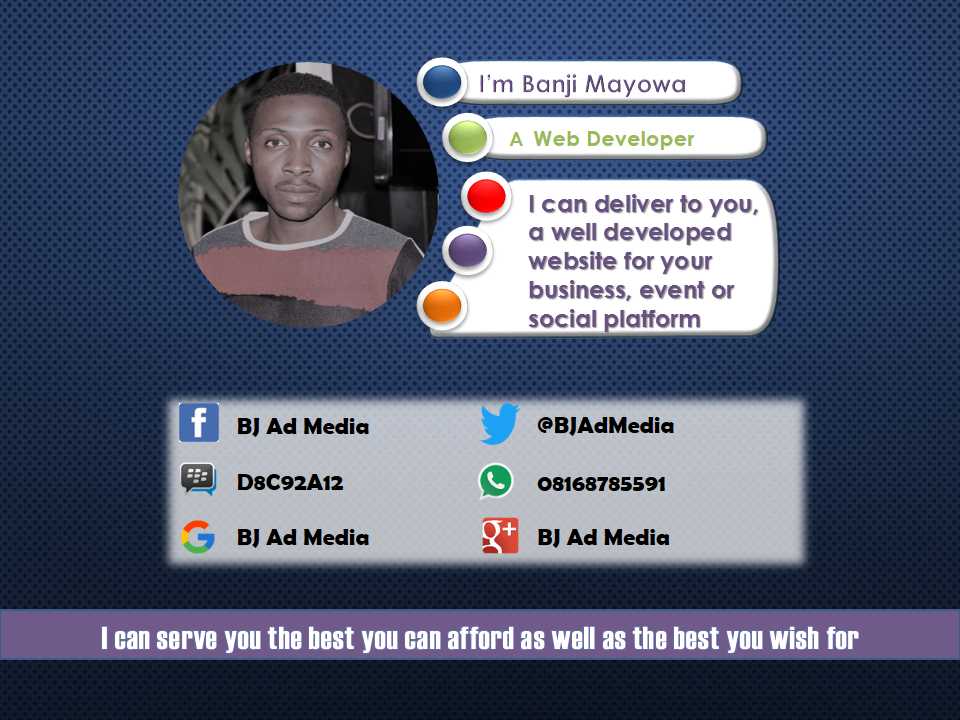 I'm Banji Mayowa
A Web Developer
I can deliver to you,
a well developed
website for your
business, event or
social platform
f BJ Ad Media
@BJAdMedia
D8C92A12
08168785591
G BJ Ad Media
g+ BJ Ad Media
I can serve you the best you can afford as well as the best you wish for